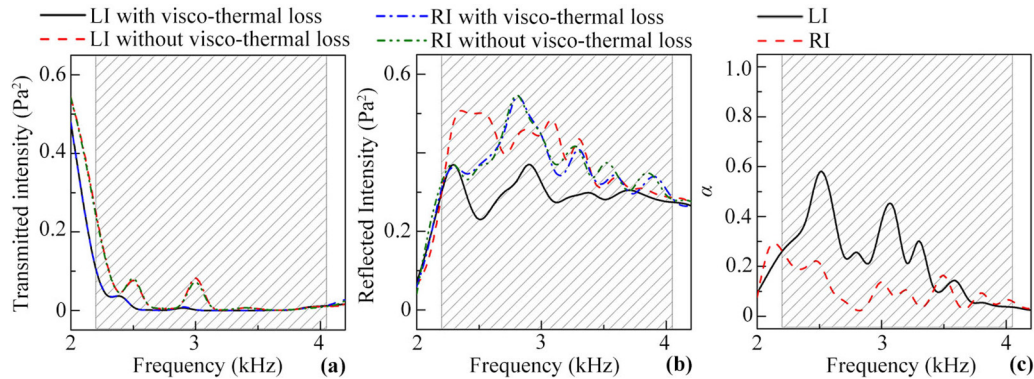 LI with visco-thermal loss
LI without visco-thermal loss
RI with visco-thermal loss
RI without visco-thermal loss
LI
RI
Transmitted intensity (Pa²)
0.6
0.4
0.2
0
2
3
4
Frequency (kHz)
(a)
Reflected Intensity (Pa²)
0.6
0.2
0
2
3
4
Frequency (kHz)
(b)
α
1.0
0.8
0.6
0.4
0.2
0
2
3
4
Frequency (kHz)
(c)